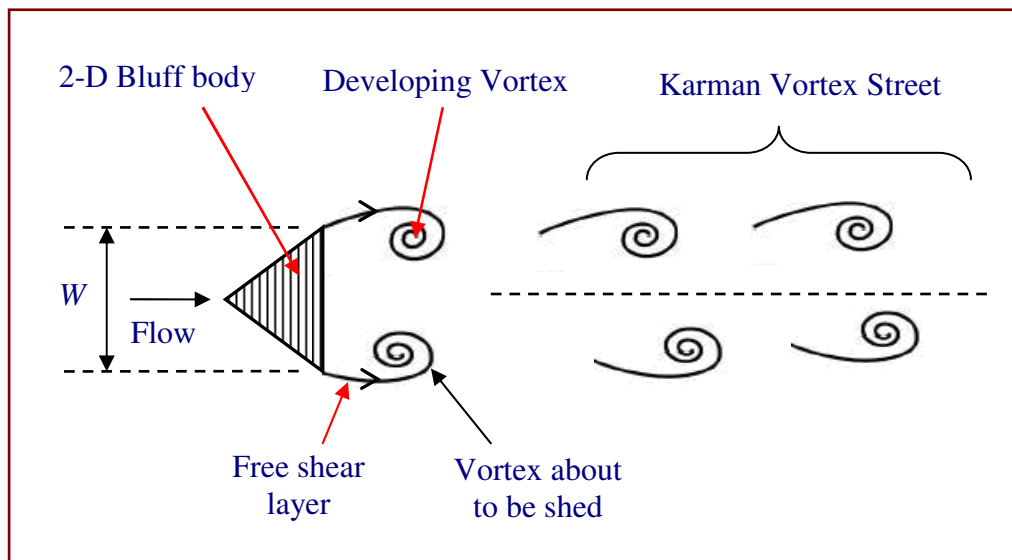 2-D Bluff body
Developing Vortex
Karman Vortex Street
W
Flow
Free shear
layer
Vortex about
to be shed